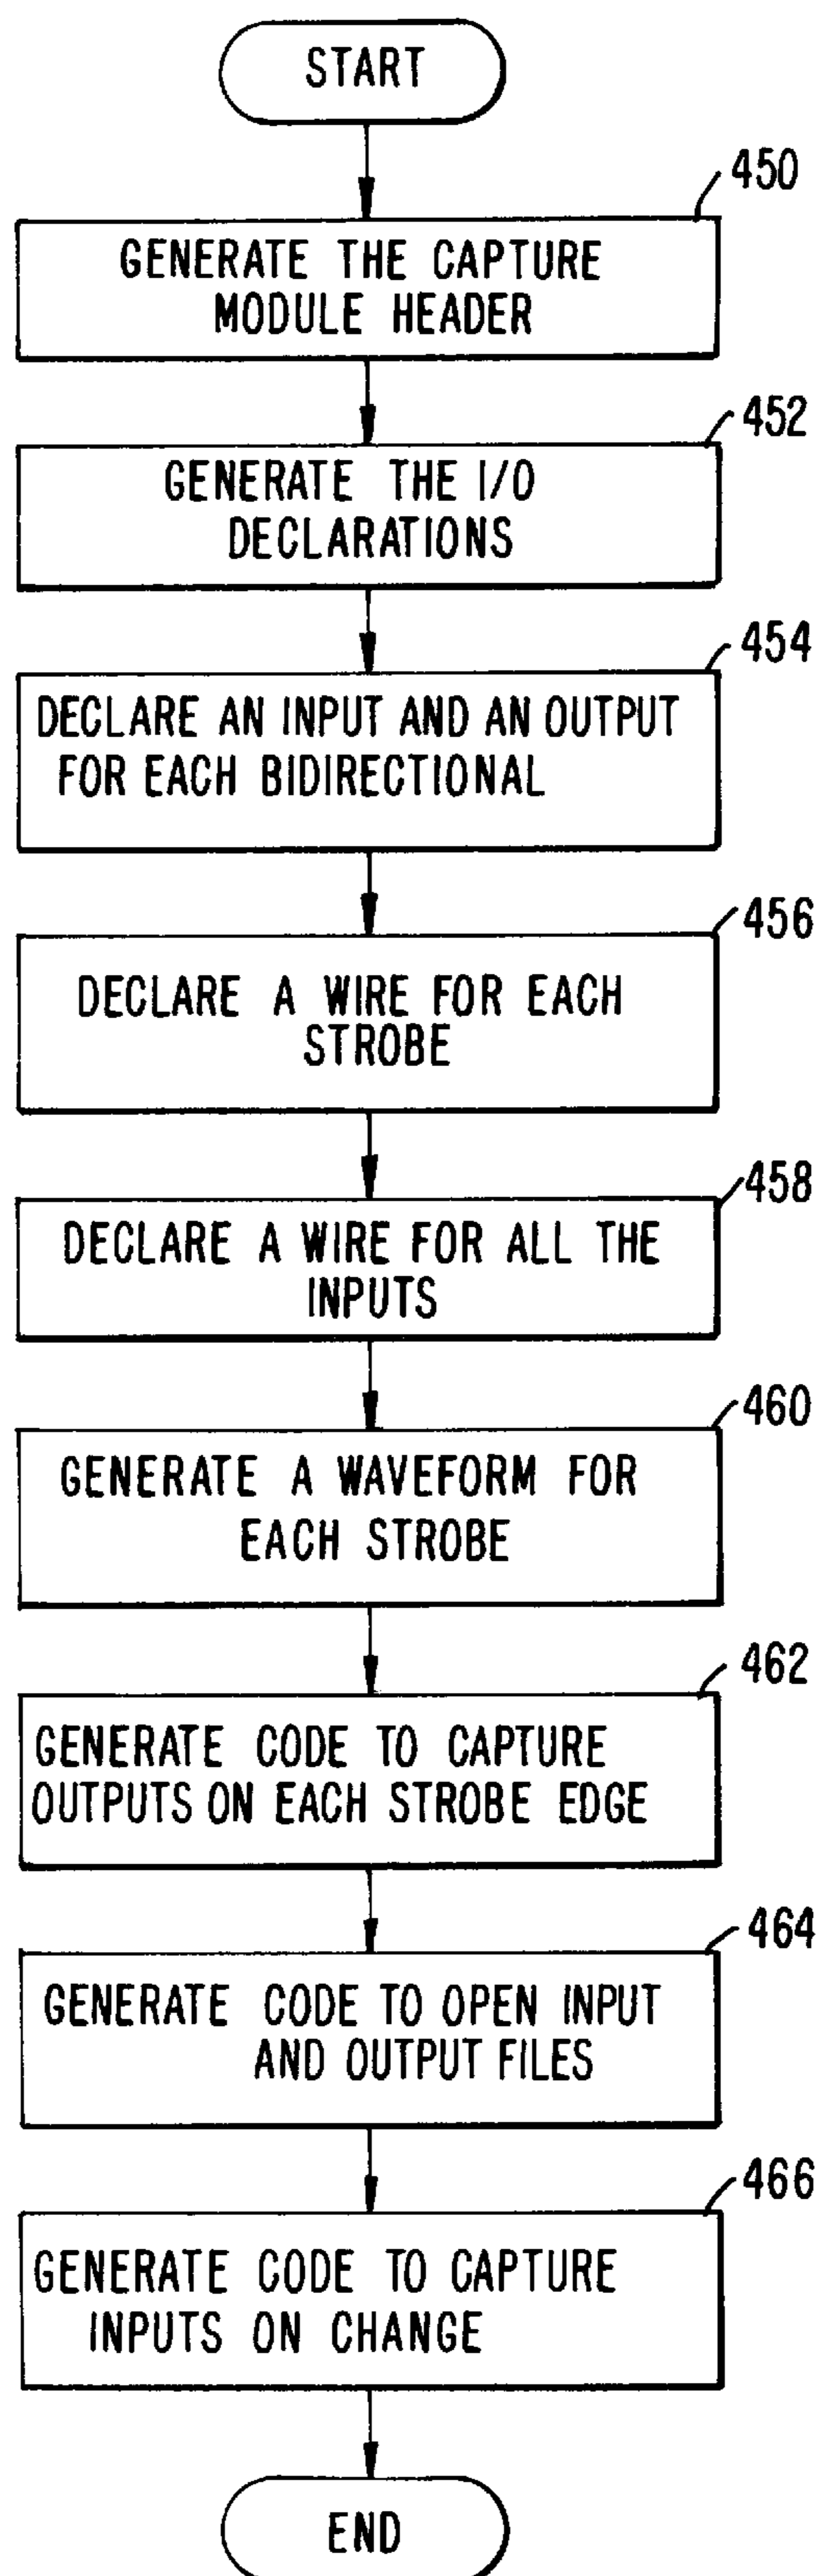 START
450
GENERATE THE CAPTURE
MODULE HEADER
452
GENERATE THE I/O
DECLARATIONS
454
DECLARE AN INPUT AND AN OUTPUT
FOR EACH BIDIRECTIONAL
456
DECLARE A WIRE FOR EACH
STROBE
458
DECLARE A WIRE FOR ALL THE
INPUTS
460
GENERATE A WAVEFORM FOR
EACH STROBE
462
GENERATE CODE TO CAPTURE
OUTPUTS ON EACH STROBE EDGE
464
GENERATE CODE TO OPEN INPUT
AND OUTPUT FILES
466
GENERATE CODE TO CAPTURE
INPUTS ON CHANGE
END